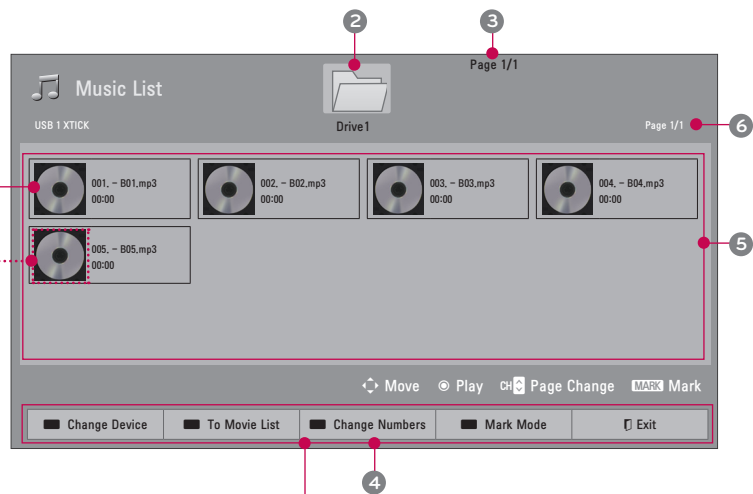 2
3
Page 1/1
Music List
USB 1 XTICK
Drive1
Page 1/1
6
001. - B01.mp3
00:00
002. - B02.mp3
00:00
003. - B03.mp3
00:00
004. - B04.mp3
00:00
005. - B05.mp3
00:00
5
Move
Play
CH Page Change
MARK Mark
Change Device
To Movie List
Change Numbers
Mark Mode
Exit
4